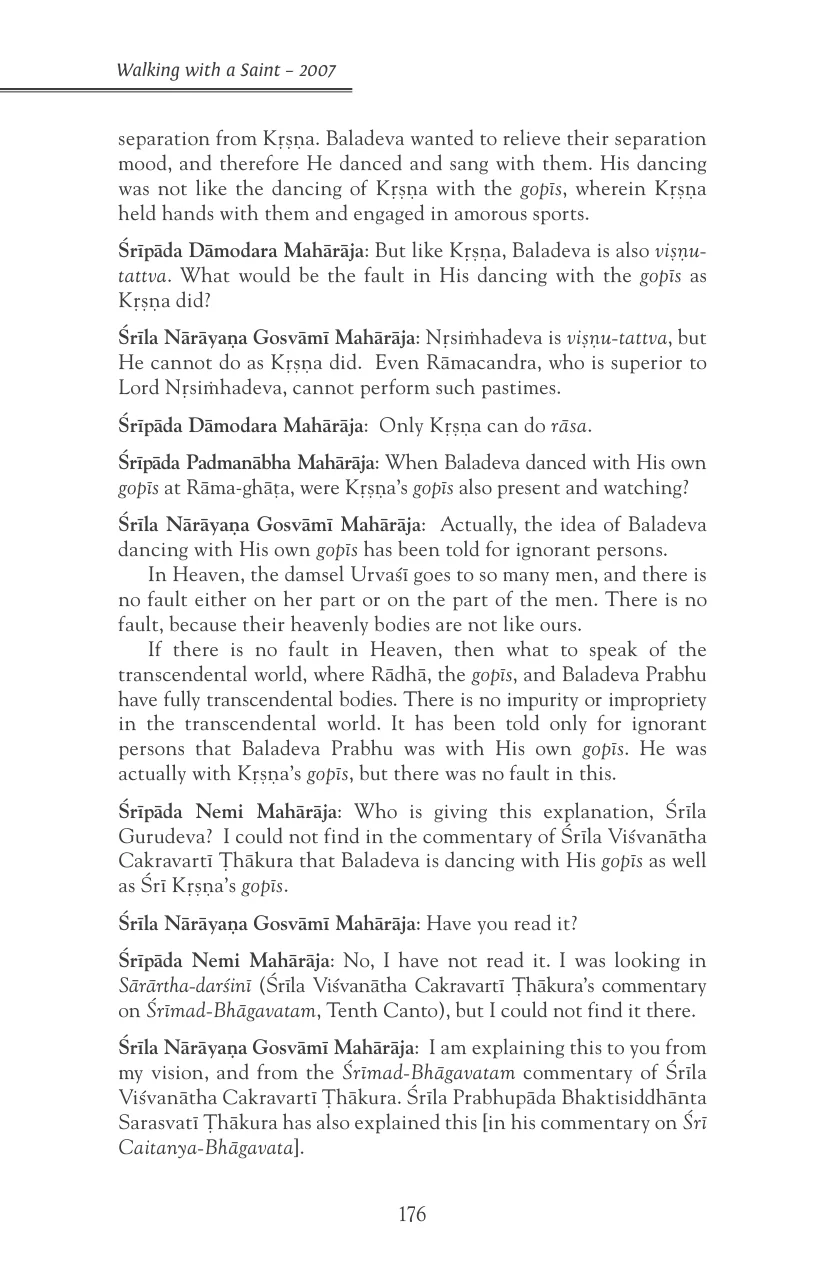 Walking with a Saint – 2007
separation from Kṛṣṇa. Baladeva wanted to relieve their separation
mood, and therefore He danced and sang with them. His dancing
was not like the dancing of Kṛṣṇa with the gopīs, wherein Kṛṣṇa
held hands with them and engaged in amorous sports.
Śrīpāda Dāmodara Mahārāja: But like Kṛṣṇa, Baladeva is also viṣṇu-
tattva. What would be the fault in His dancing with the gopīs as
Kṛṣṇa did?
Śrīla Nārāyaṇa Gosvāmī Mahārāja: Nṛsiṁhadeva is viṣṇu-tattva, but
He cannot do as Kṛṣṇa did. Even Rāmacandra, who is superior to
Lord Nṛsiṁhadeva, cannot perform such pastimes.
Śrīpāda Dāmodara Mahārāja: Only Kṛṣṇa can do rāsa.
Śrīpāda Padmanābha Mahārāja: When Baladeva danced with His own
gopīs at Rāma-ghāṭa, were Kṛṣṇa's gopīs also present and watching?
Śrīla Nārāyaṇa Gosvāmī Mahārāja: Actually, the idea of Baladeva
dancing with His own gopīs has been told for ignorant persons.
In Heaven, the damsel Urvaśī goes to so many men, and there is
no fault either on her part or on the part of the men. There is no
fault, because their heavenly bodies are not like ours.
If there is no fault in Heaven, then what to speak of the
transcendental world, where Rādhā, the gopīs, and Baladeva Prabhu
have fully transcendental bodies. There is no impurity or impropriety
in the transcendental world. It has been told only for ignorant
persons that Baladeva Prabhu was with His own gopīs. He was
actually with Kṛṣṇa's gopīs, but there was no fault in this.
Śrīpāda Nemi Mahārāja: Who is giving this explanation, Śrīla
Gurudeva? I could not find in the commentary of Śrīla Viśvanātha
Cakravartī Ṭhākura that Baladeva is dancing with His gopīs as well
as Śrī Kṛṣṇa's gopīs.
Śrīla Nārāyaṇa Gosvāmī Mahārāja: Have you read it?
Śrīpāda Nemi Mahārāja: No, I have not read it. I was looking in
Sārārtha-darśinī (Śrīla Viśvanātha Cakravartī Ṭhākura's commentary
on Śrīmad-Bhāgavatam, Tenth Canto), but I could not find it there.
Śrīla Nārāyaṇa Gosvāmī Mahārāja: I am explaining this to you from
my vision, and from the Śrīmad-Bhāgavatam commentary of Śrīla
Viśvanātha Cakravartī Ṭhākura. Śrīla Prabhupāda Bhaktisiddhānta
Sarasvatī Ṭhākura has also explained this [in his commentary on Śrī
Caitanya-Bhāgavata].
176